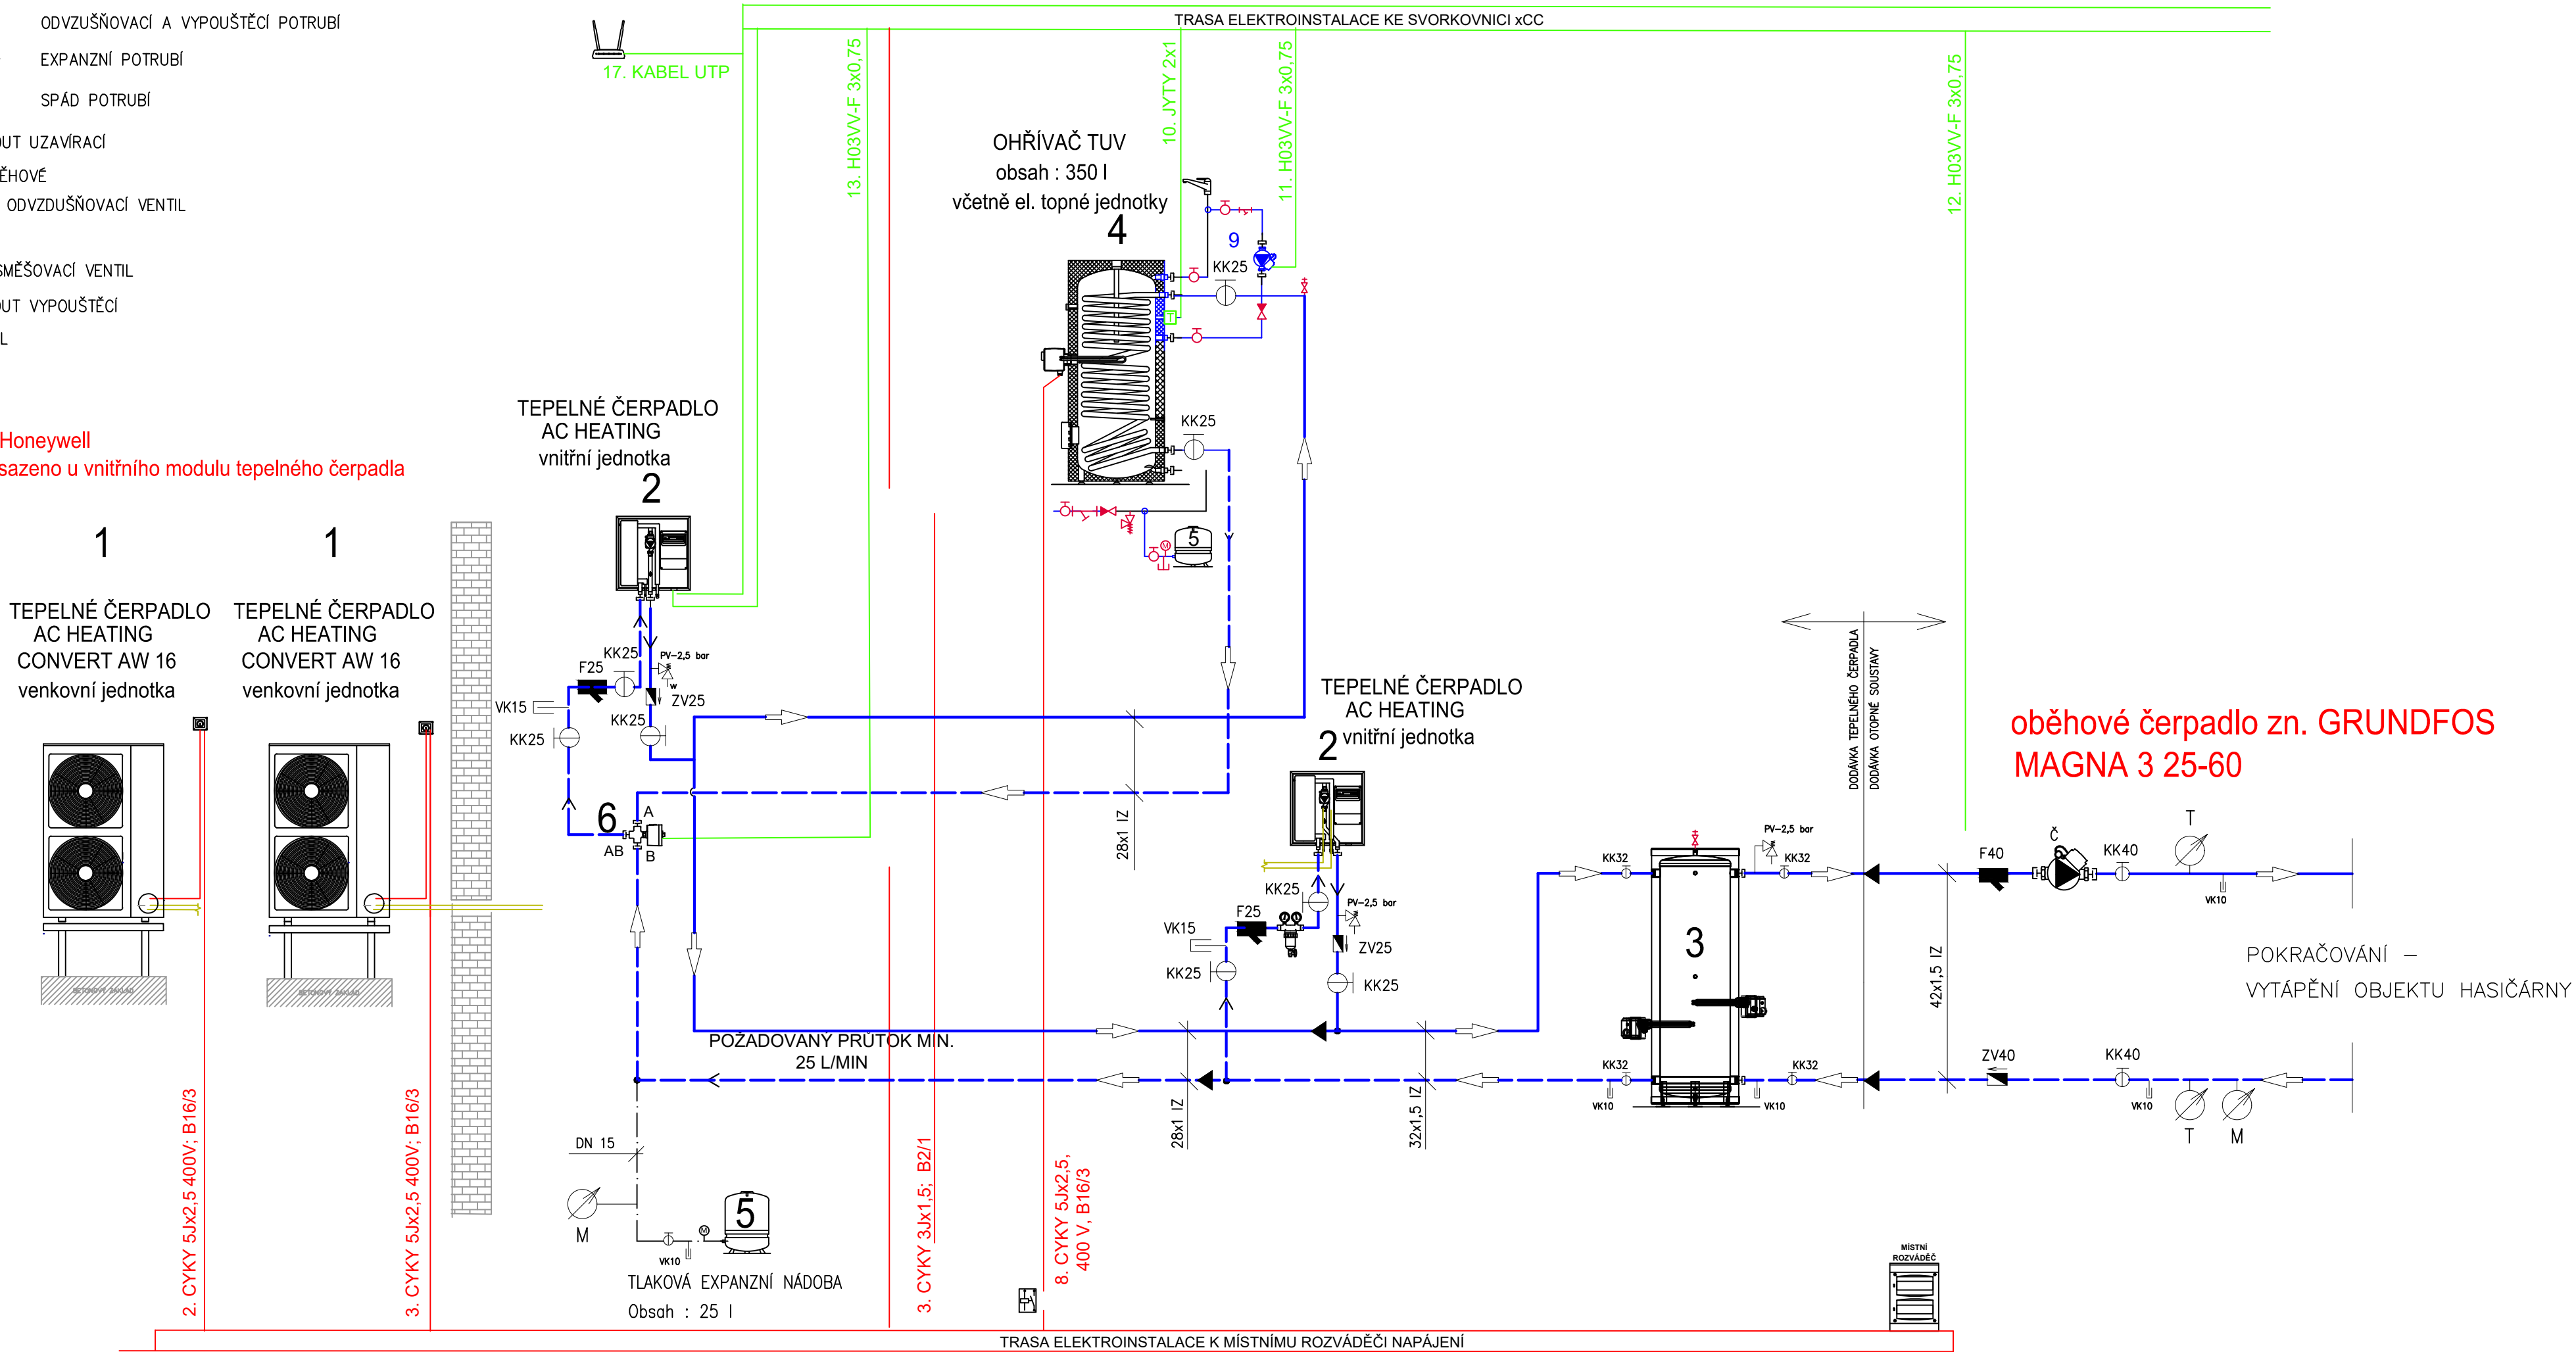 ODVZUŠŇOVACÍ A VYPOUŠTĚCÍ POTRUBÍ
EXPANZNÍ POTRUBÍ
SPÁD POTRUBÍ
OUT UZAVÍRACÍ
ĚHOVÉ
ODVZDUŠŇOVACÍ VENTIL
SMĚŠOVACÍ VENTIL
OUT VYPOUŠTĚCÍ
L
Honeywell
sazeno u vnitřního modulu tepelného čerpadla
TRASA ELEKTROINSTALACE KE SVORKOVNICI xCC
17. KABEL UTP
13. H03VV-F 3x0,75
10. JYTY 2x1
11. H03VV-F 3x0,75
12. H03VV-F 3x0,75
OHŘÍVAČ TUV
obsah : 350 l
včetně el. topné jednotky
4
9
KK25
T
KK25
M
5
TEPELNÉ ČERPADLO
AC HEATING
vnitřní jednotka
2
1
TEPELNÉ ČERPADLO
AC HEATING
CONVERT AW 16
venkovní jednotka
1
TEPELNÉ ČERPADLO
AC HEATING
CONVERT AW 16
venkovní jednotka
BETONOVÝ ZÁKLAD
BETONOVÝ ZÁKLAD
F25
KK25
PV-2,5 bar
W
ZV25
VK15
KK25
KK25
6
A
AB
B
28x1 IZ
TEPELNÉ ČERPADLO
AC HEATING
2 vnitřní jednotka
KK25
F25
PV-2,5 bar
VK15
ZV25
KK25
KK25
DODÁVKA TEPELNÉHO ČERPADLA
DODÁVKA OTOPNÉ SOUSTAVY
oběhové čerpadlo zn. GRUNDFOS
MAGNA 3 25-60
PV-2,5 bar
KK32
KK32
3
KK32
KK32
VK10
VK10
F40
Č
KK40
T
VK10
42x1,5 IZ
POKRAČOVÁNÍ –
VYTÁPĚNÍ OBJEKTU HASIČÁRNY
ZV40
KK40
VK10
T
M
POŽADOVANÝ PRŮTOK MIN.
25 L/MIN
28x1 IZ
32x1,5 IZ
DN 15
M
VK10
M
5
TLAKOVÁ EXPANZNÍ NÁDOBA
Obsah : 25 l
2. CYKY 5Jx2,5 400V; B16/3
3. CYKY 5Jx2,5 400V; B16/3
3. CYKY 3Jx1,5; B2/1
8. CYKY 5Jx2,5,
400 V, B16/3
MÍSTNÍ
ROZVÁDĚČ
TRASA ELEKTROINSTALACE K MÍSTNÍMU ROZVÁDĚČI NAPÁJENÍ